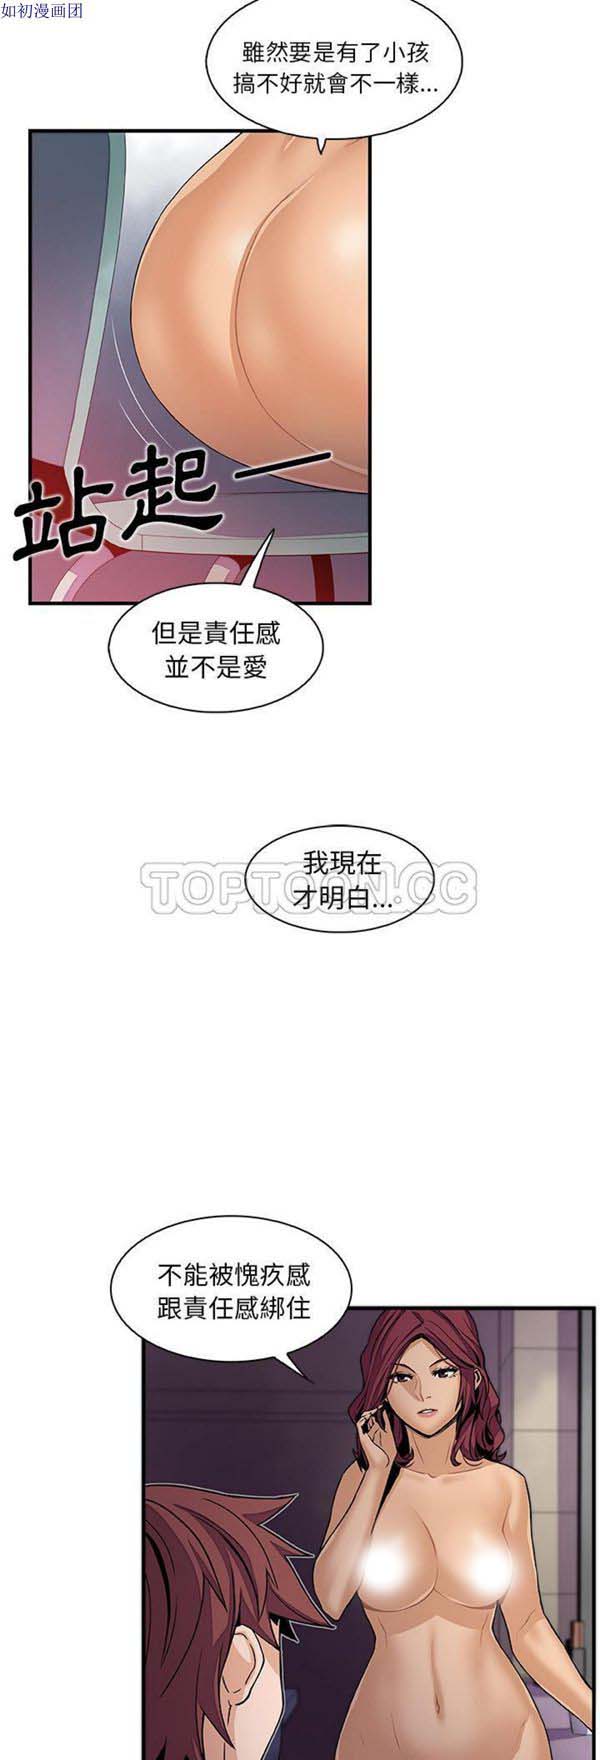 如初漫画团
雖然要是有了小孩
搞不好就會不一樣...
站起一
但是責任感
並不是愛
我現在
才明白...
TOPTOON.CC
不能被愧疚感
跟責任感綁住